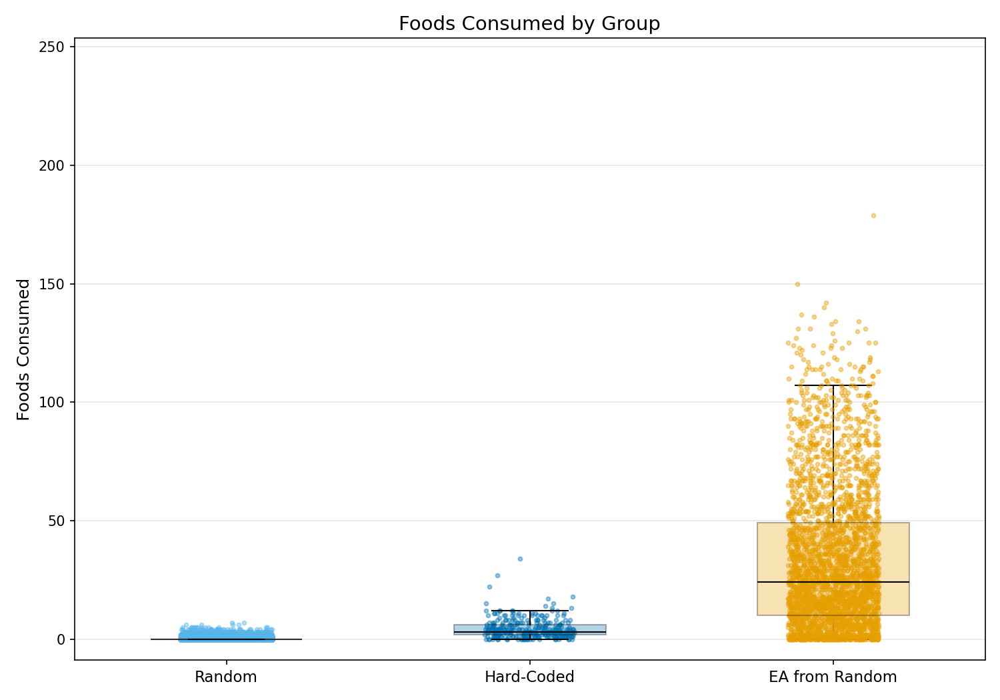 Foods Consumed by Group
Foods Consumed
250
200
150
100
50
0
Random
Hard-Coded
EA from Random